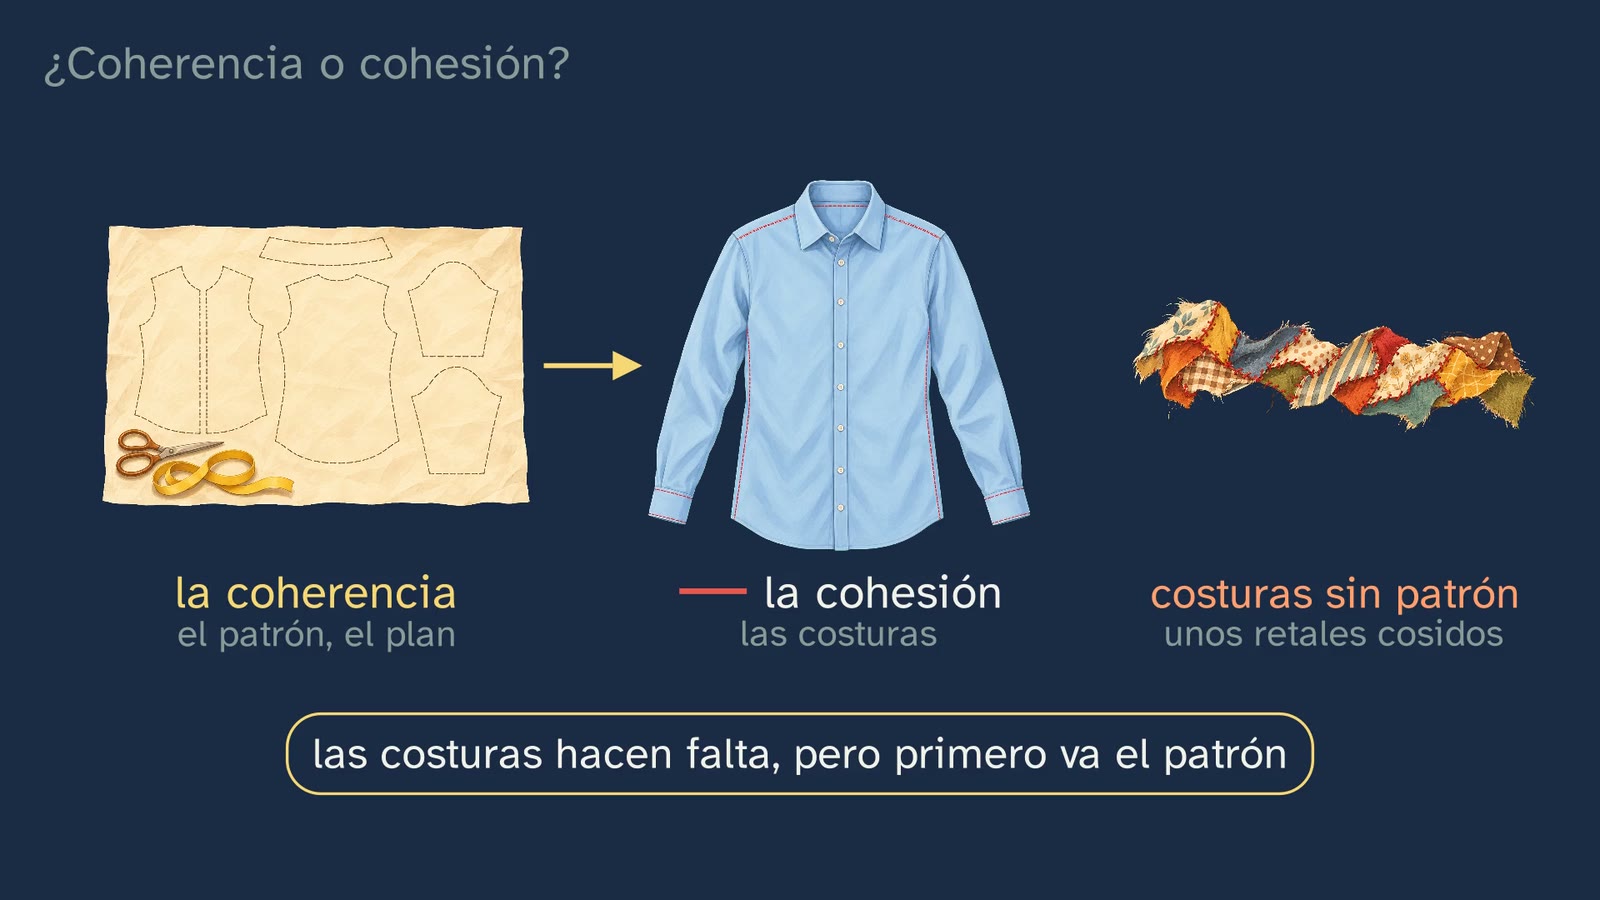 ¿Coherencia o cohesión?
la coherencia
el patrón, el plan
la cohesión
las costuras
costuras sin patrón
unos retales cosidos
las costuras hacen falta, pero primero va el patrón